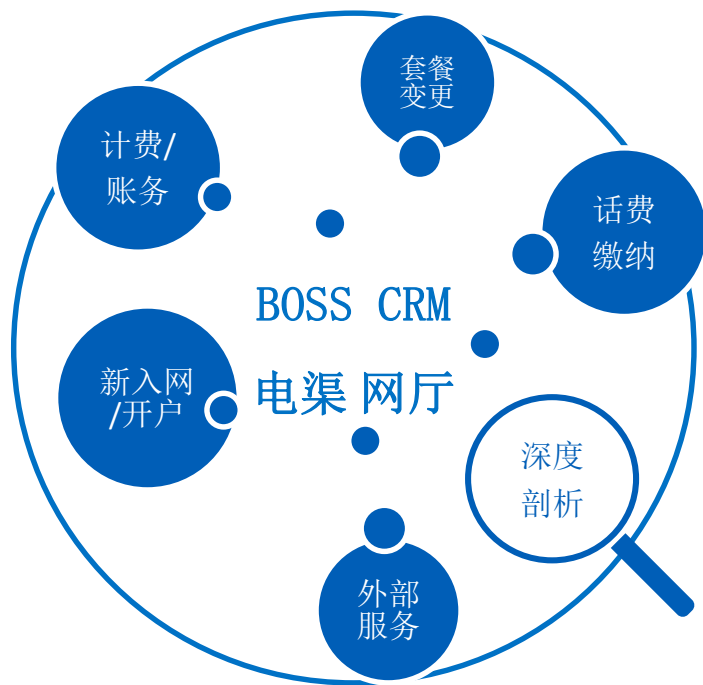 套餐
变更
计费/
账务
话费
缴纳
BOSS CRM
电渠 网厅
新入网
/开户
深度
剖析
外部
服务